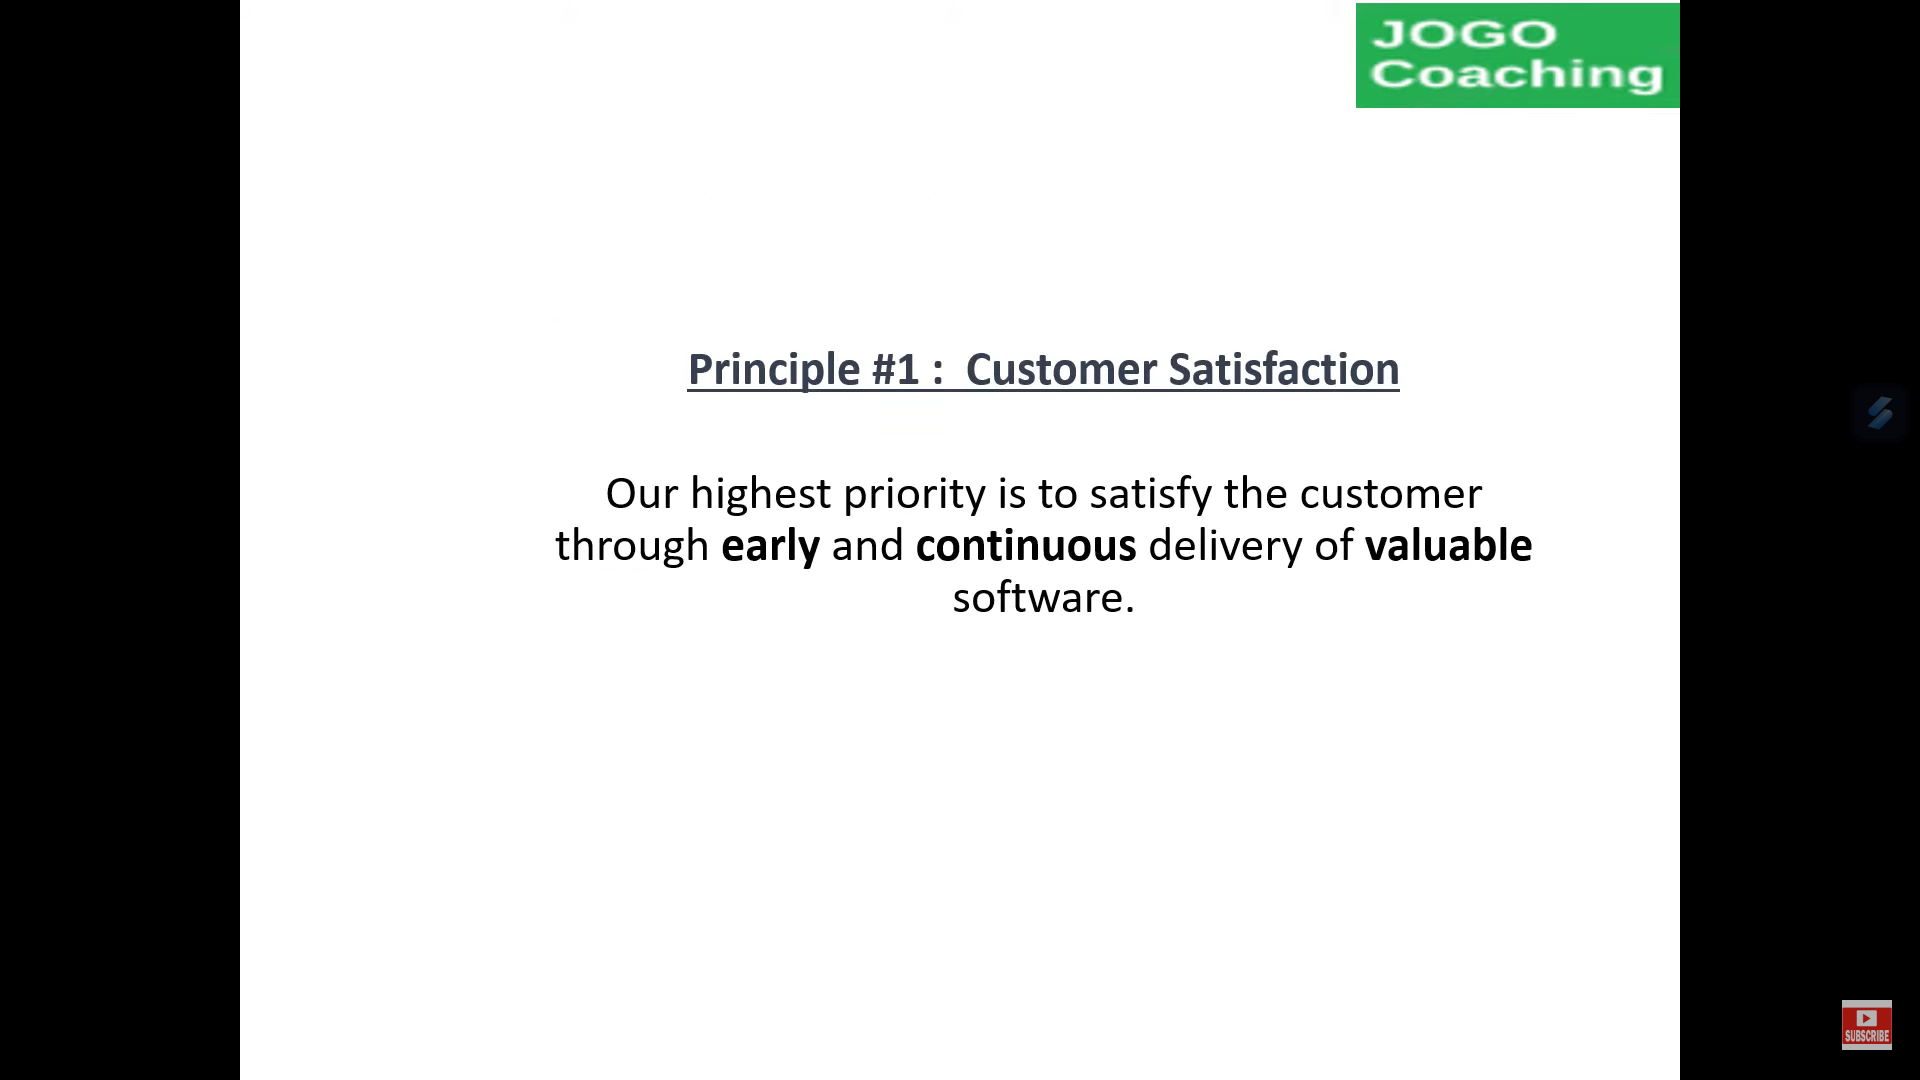 JOGO
Coaching
Principle #1 :  Customer Satisfaction
Our highest priority is to satisfy the customer
through early and continuous delivery of valuable
software.
SUBSCRIBE